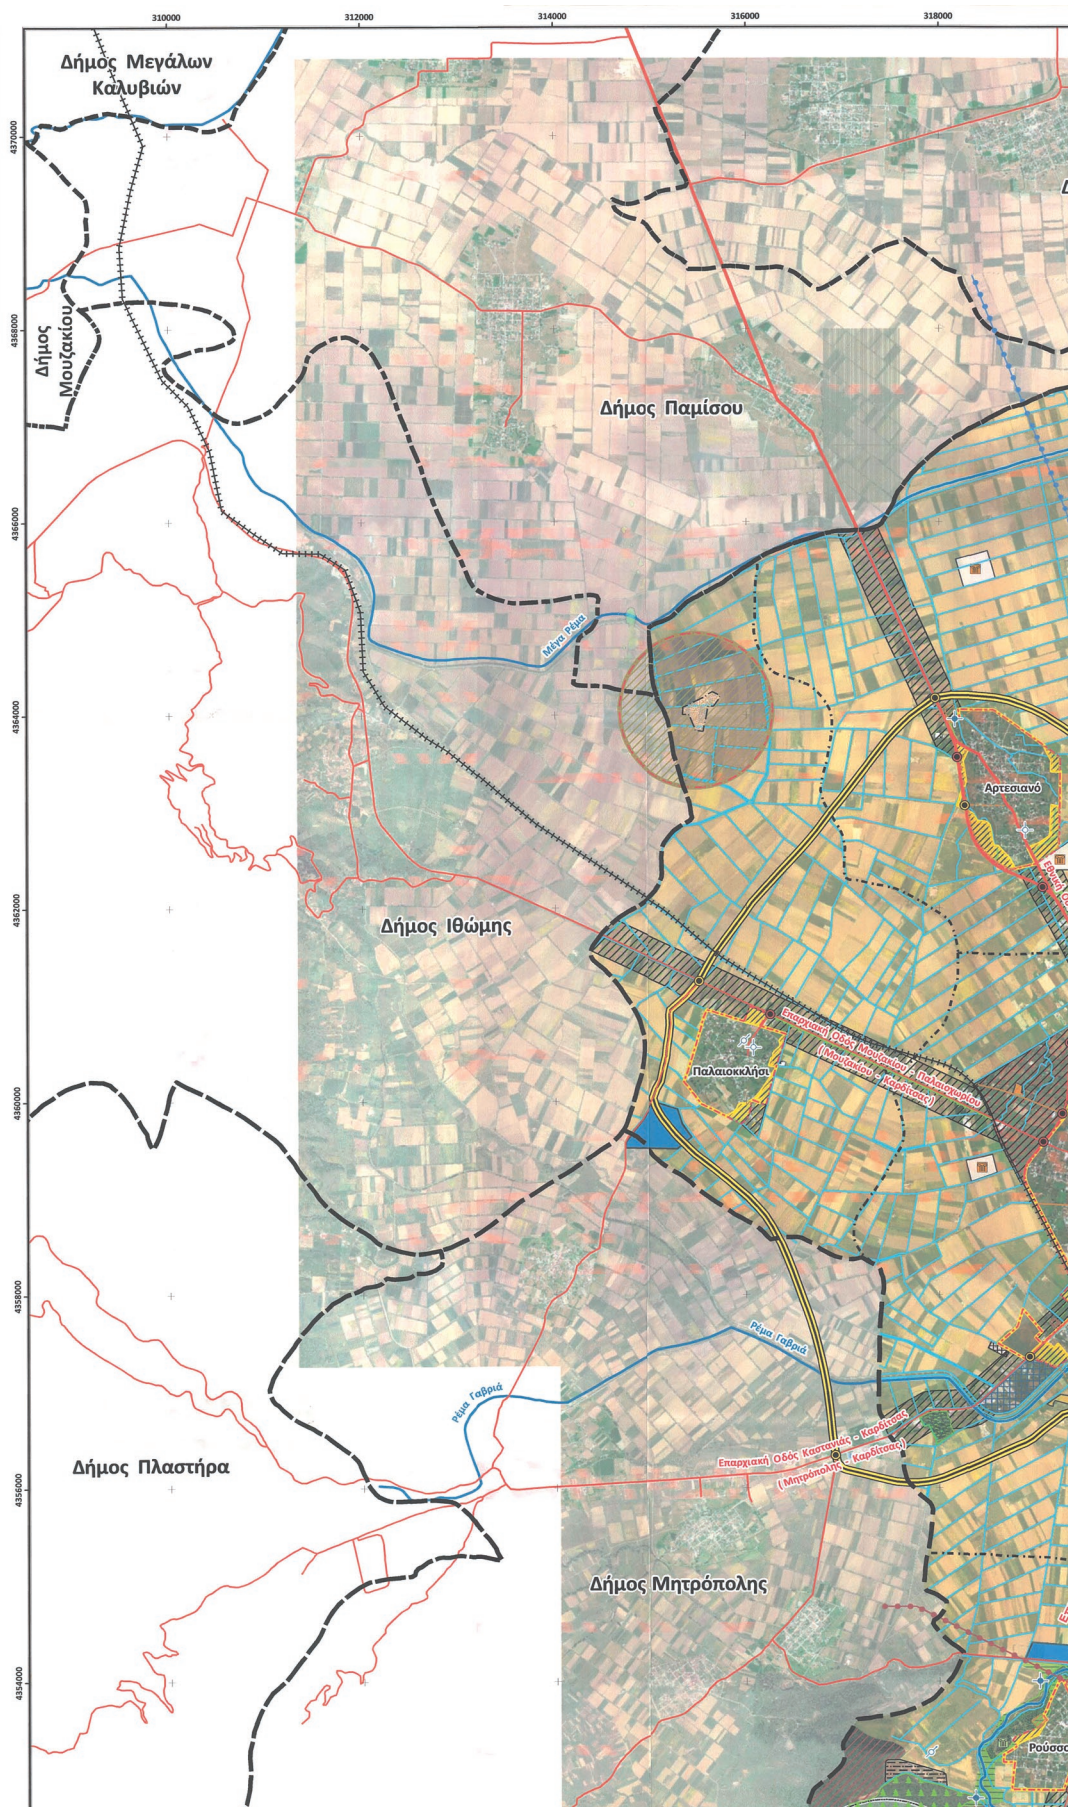 310000
312000
314000
316000
318000
Δήμος Μεγάλων
Καλυβιών
4370000
Δήμος
Μουζακίου
4368000
Δήμος Παμίσου
4366000
Μέγα Ρέμα
4364000
Αρτεσιανό
Εθνική
4362000
Δήμος Ιθώμης
Επαρχιακή Οδός Μουζακίου - Παλαιοχωρίου
(Μουζακίου - Καρδίτσας)
Παλαιοκκλήσι
4360000
4358000
Ρέμα Γαβριά
Ρέμα Γαβριά
Επαρχιακή Οδός Καστανιάς - Καρδίτσας
(Μητρόπολης - Καρδίτσας)
Δήμος Πλαστήρα
4356000
Δήμος Μητρόπολης
4354000
Ρούσσο